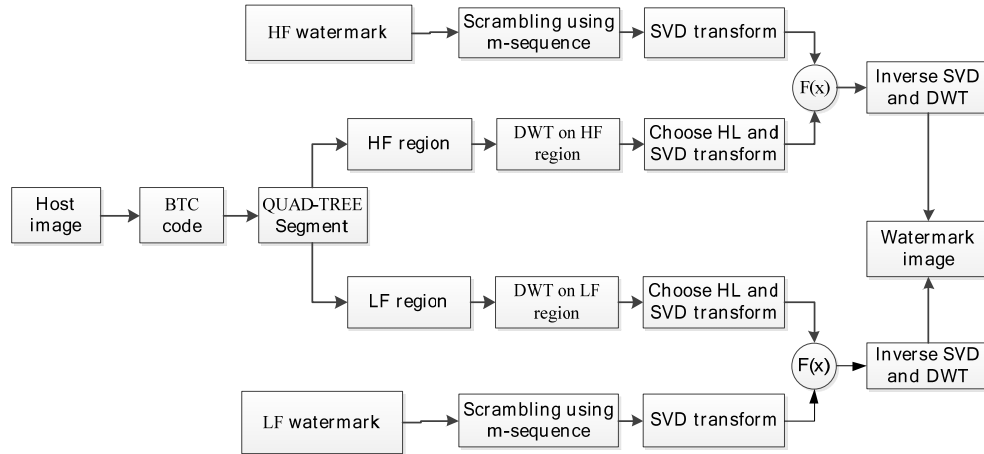 HF watermark
Scrambling using
m-sequence
SVD transform
F(x)
Inverse SVD
and DWT
HF region
DWT on HF
region
Choose HL and
SVD transform
Host
image
BTC
code
QUAD-TREE
Segment
Watermark
image
LF region
DWT on LF
region
Choose HL and
SVD transform
F(x)
Inverse SVD
and DWT
LF watermark
Scrambling using
m-sequence
SVD transform